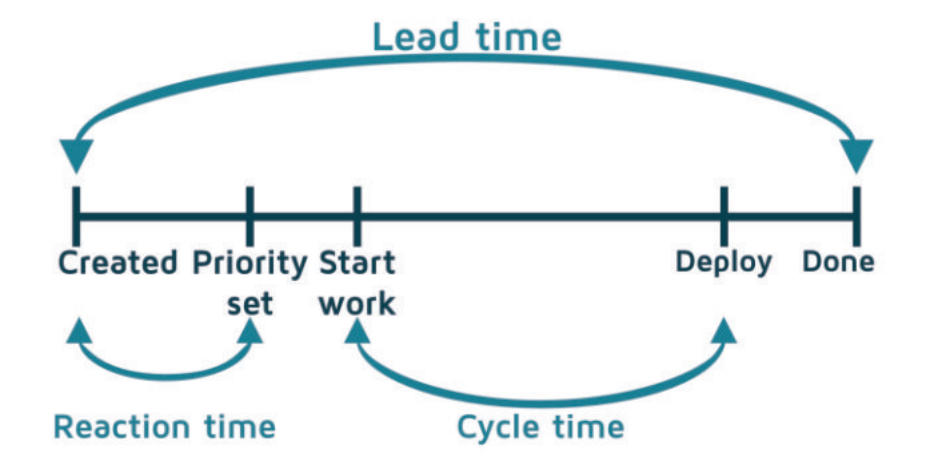 Lead time
Created Priority Start Deploy Done
set work
Reaction time Cycle time